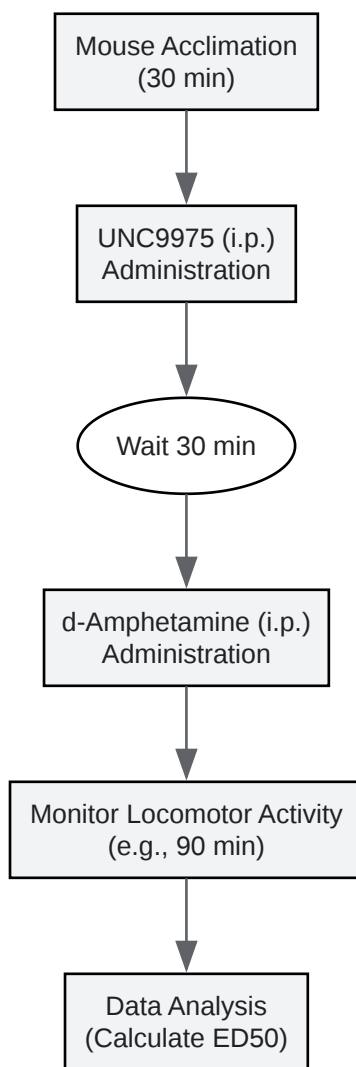 Mouse Acclimation
(30 min)
UNC9975 (i.p.)
Administration
Wait 30 min
d-Amphetamine (i.p.)
Administration
Monitor Locomotor Activity
(e.g., 90 min)
Data Analysis
(Calculate ED50)